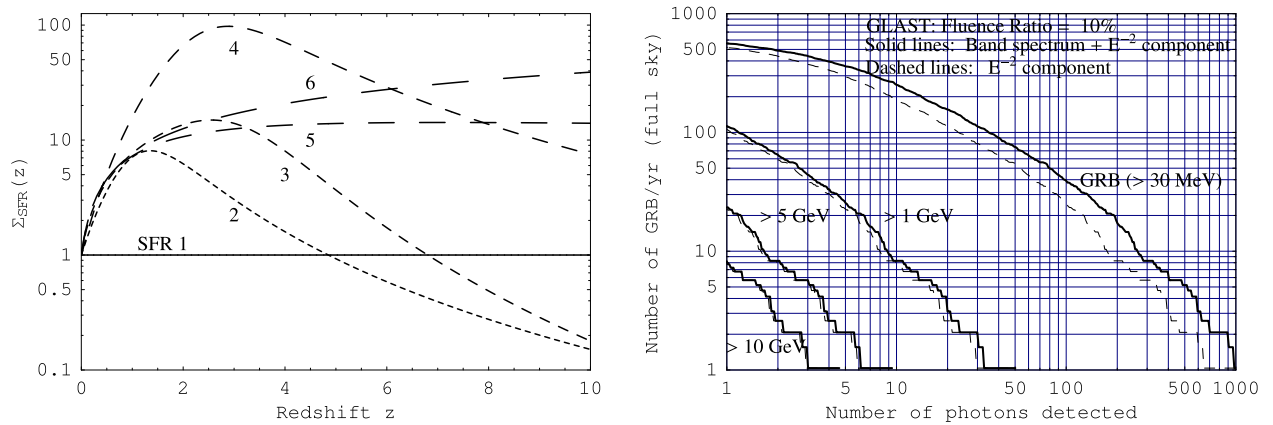 100
50
10
5
1
0.5
0.1
Σ_SFR(z)
4
6
5
3
2
SFR 1
0 2 4 6 8 10
Redshift z
1000
500
100
50
10
5
1
Number of GRB/yr (full sky)
GLAST: Fluence Ratio = 10%
Solid lines: Band spectrum + E⁻² component
Dashed lines: E⁻² component
GRB (> 30 MeV)
> 5 GeV
> 1 GeV
> 10 GeV
1 5 10 50 100 500 1000
Number of photons detected